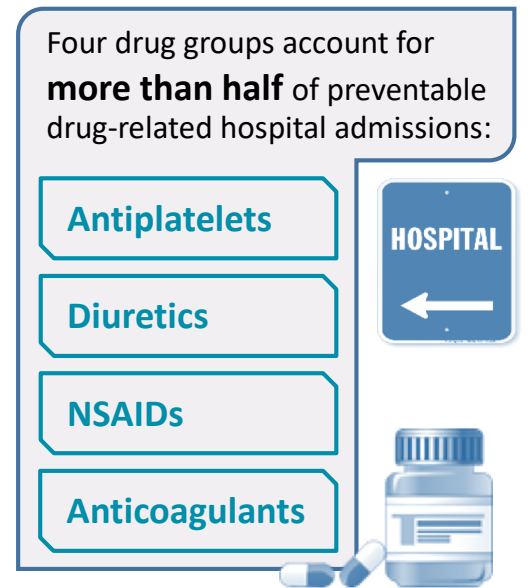 Four drug groups account for
more than half of preventable
drug-related hospital admissions:
Antiplatelets
HOSPITAL
Diuretics
NSAIDs
Anticoagulants